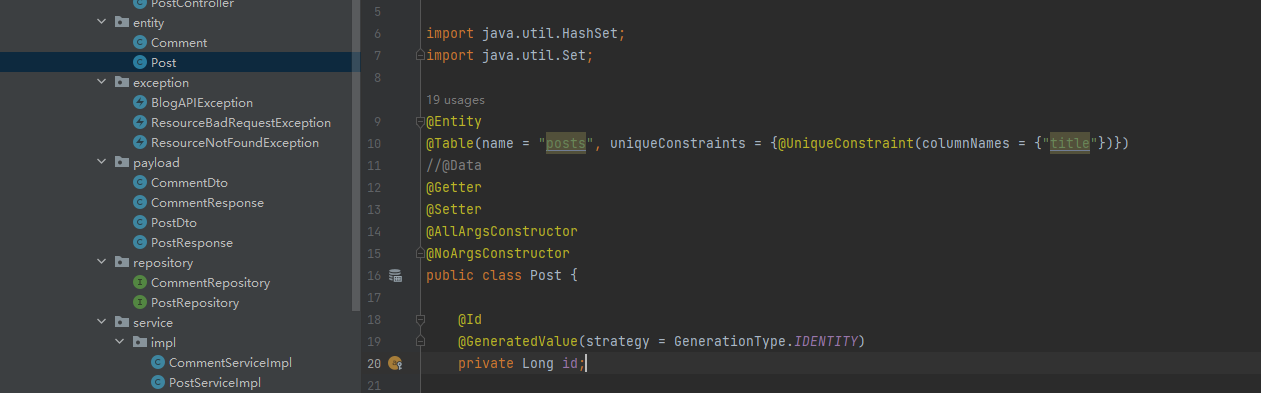 PostController
entity
Comment
Post
exception
BlogAPIException
ResourceBadRequestException
ResourceNotFoundException
payload
CommentDto
CommentResponse
PostDto
PostResponse
repository
CommentRepository
PostRepository
service
impl
CommentServiceImpl
PostServiceImpl
5
6 import java.util.HashSet;
7 import java.util.Set;
8
19 usages
9 @Entity
10 @Table(name = "posts", uniqueConstraints = {@UniqueConstraint(columnNames = {"title"})})
11 //@Data
12 @Getter
13 @Setter
14 @AllArgsConstructor
15 @NoArgsConstructor
16 public class Post {
17
18 @Id
19 @GeneratedValue(strategy = GenerationType.IDENTITY)
20 private Long id;
21